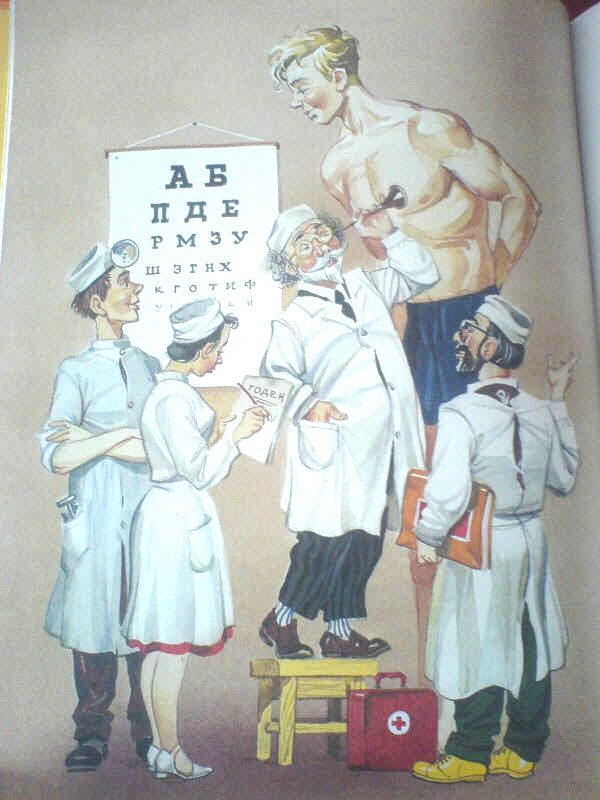 А Б
П Д Е
Р М З У
Ш Э Г Н Х
К Г О Т И Ф
ГОДЕН